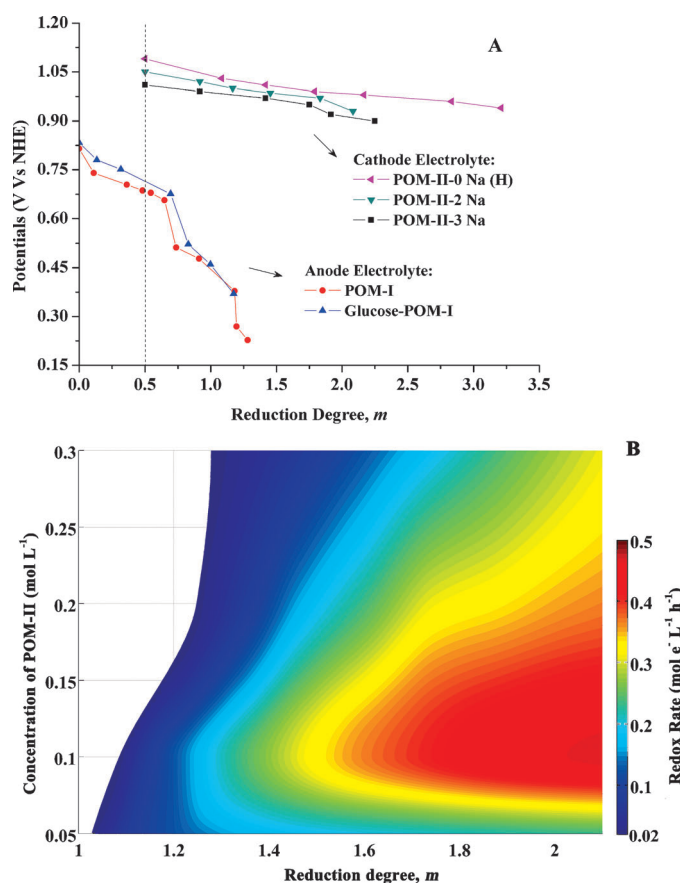 A
1.20
1.05
0.90
0.75
0.60
0.45
0.30
0.15
Potentials (V Vs NHE)
Cathode Electrolyte:
POM-II-0 Na (H)
POM-II-2 Na
POM-II-3 Na
Anode Electrolyte:
POM-I
Glucose-POM-I
0.0 0.5 1.0 1.5 2.0 2.5 3.0 3.5
Reduction Degree, m
B
0.3
0.25
0.2
0.15
0.1
0.05
Concentration of POM-II (mol L⁻¹)
1 1.2 1.4 1.6 1.8 2
Reduction degree, m
0.5
0.4
0.3
0.2
0.1
0.02
Redox Rate (mol e⁻ L⁻¹ h⁻¹)